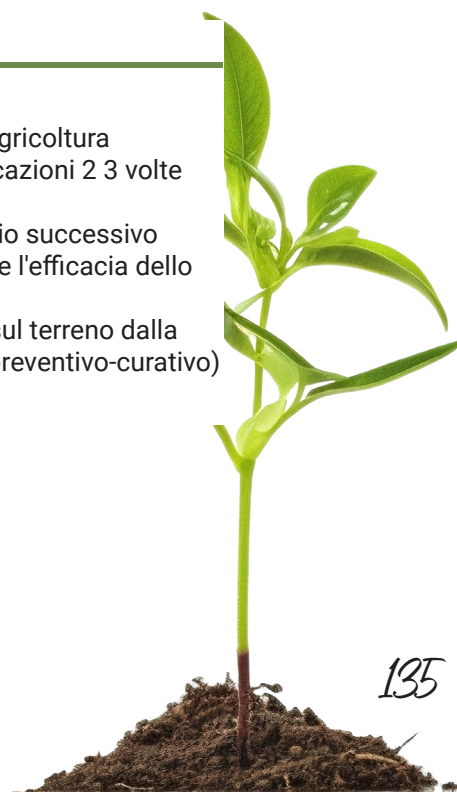 gricoltura
cazioni 2 3 volte
io successivo
e l'efficacia dello
sul terreno dalla
preventivo-curativo)
135